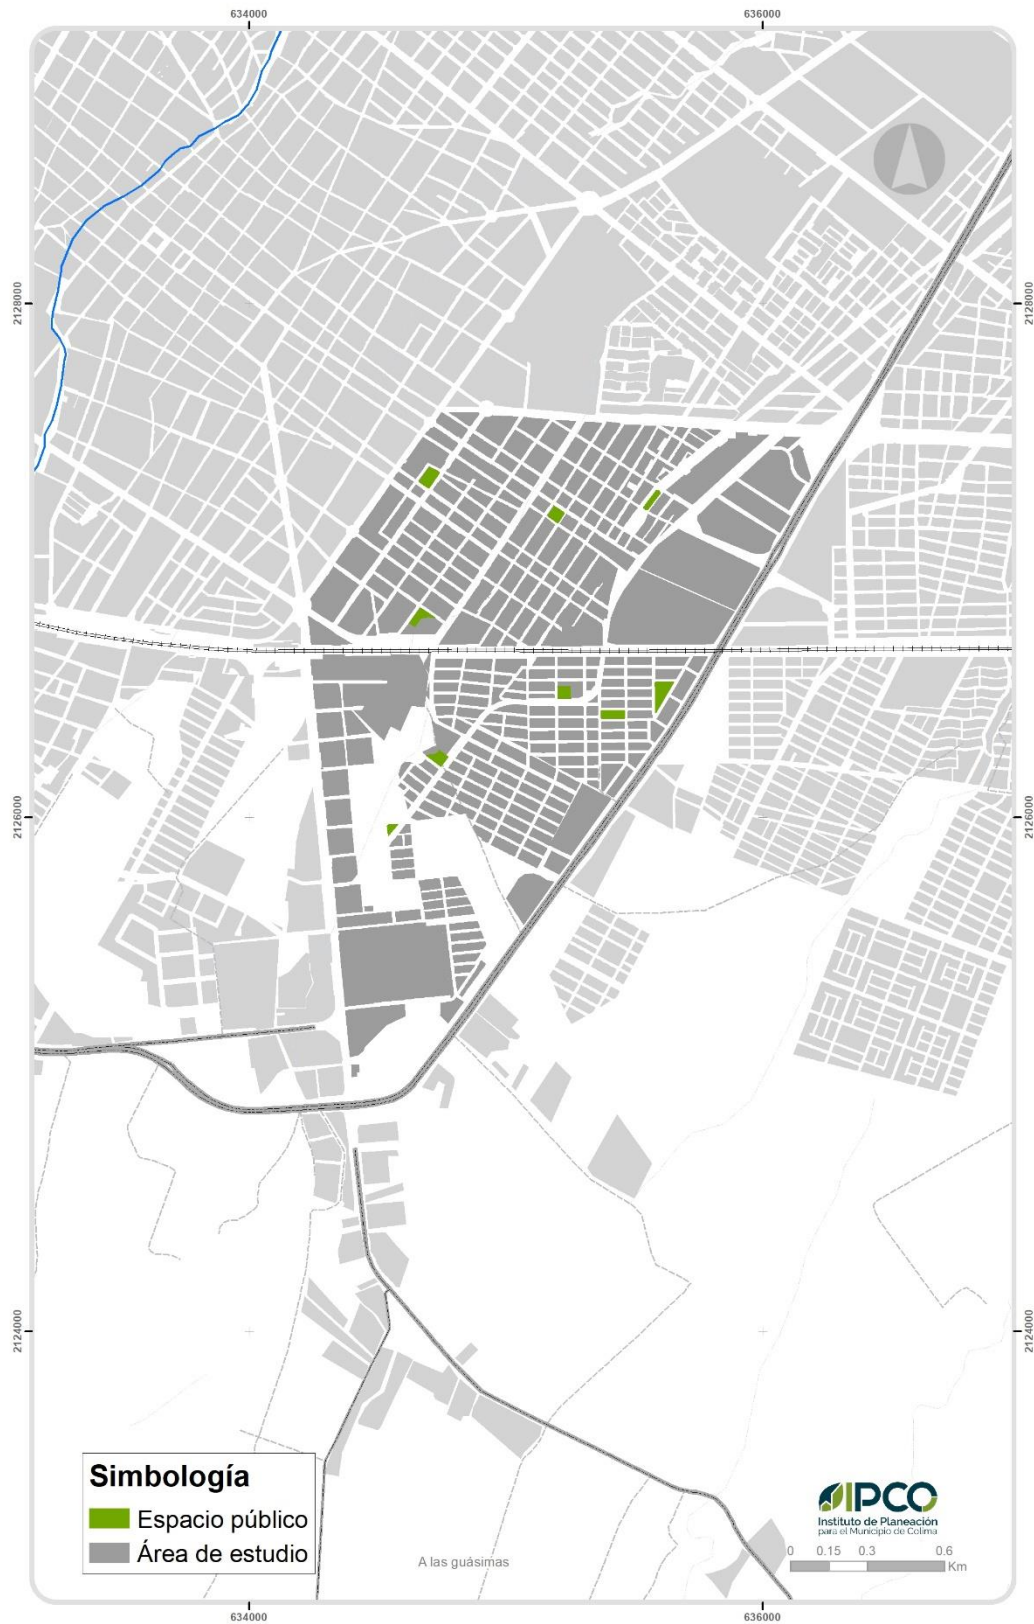 634000
636000
2128000
2128000
2126000
2126000
2124000
2124000
Simbología
Espacio público
Área de estudio
A las guásimas
IPCO
Instituto de Planeación
para el Municipio de Colima
0 0.15 0.3 0.6
Km
634000
636000